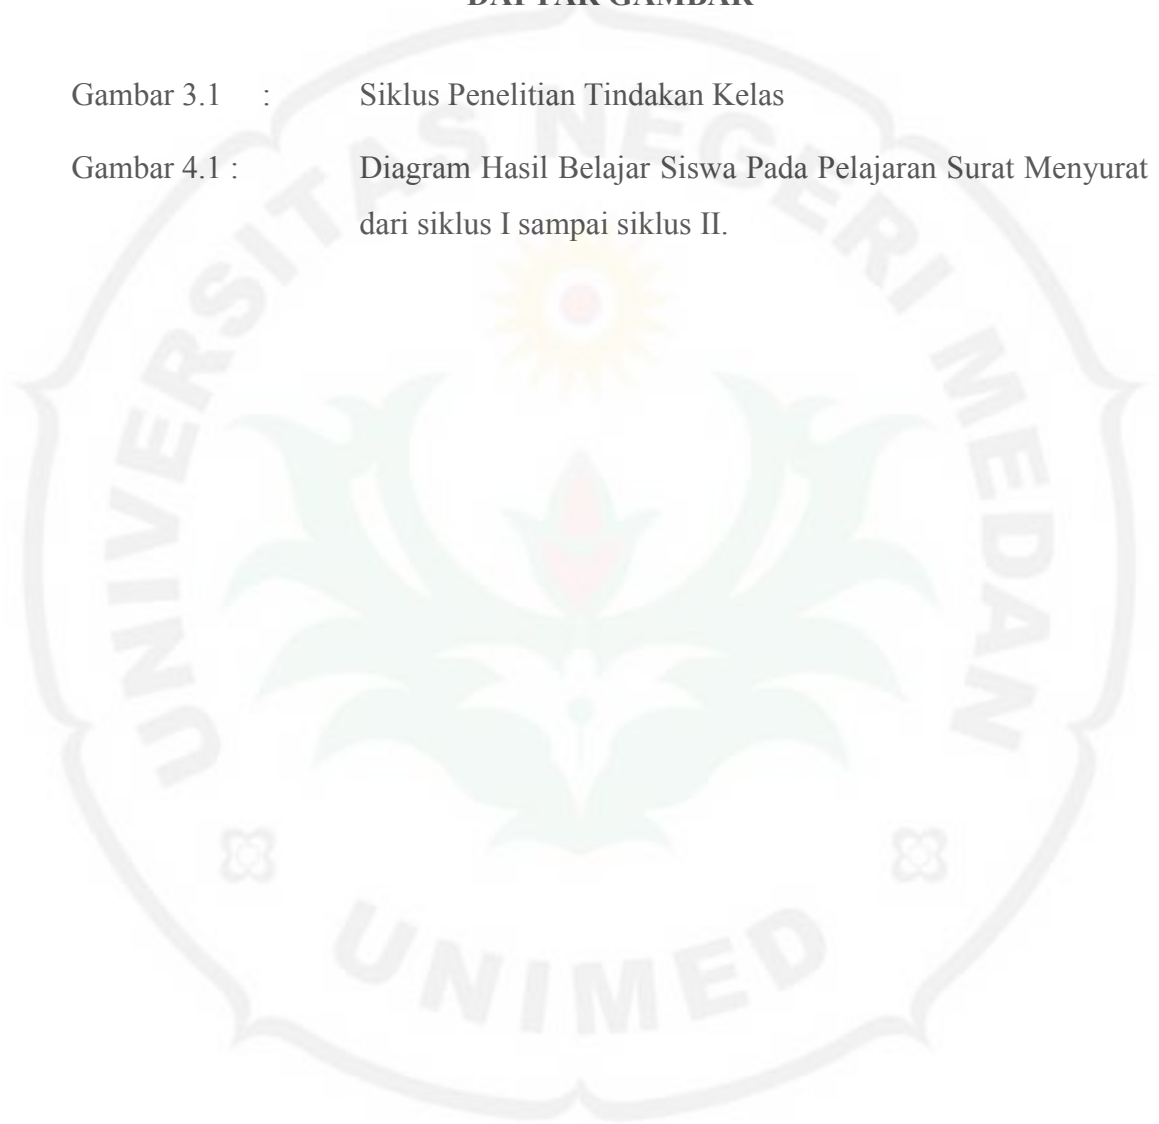 DAFTAR GAMBAR
Gambar 3.1 : Siklus Penelitian Tindakan Kelas
Gambar 4.1 : Diagram Hasil Belajar Siswa Pada Pelajaran Surat Menyurat
dari siklus I sampai siklus II.
UNIVERSITAS NEGERI MEDAN
UNIMED